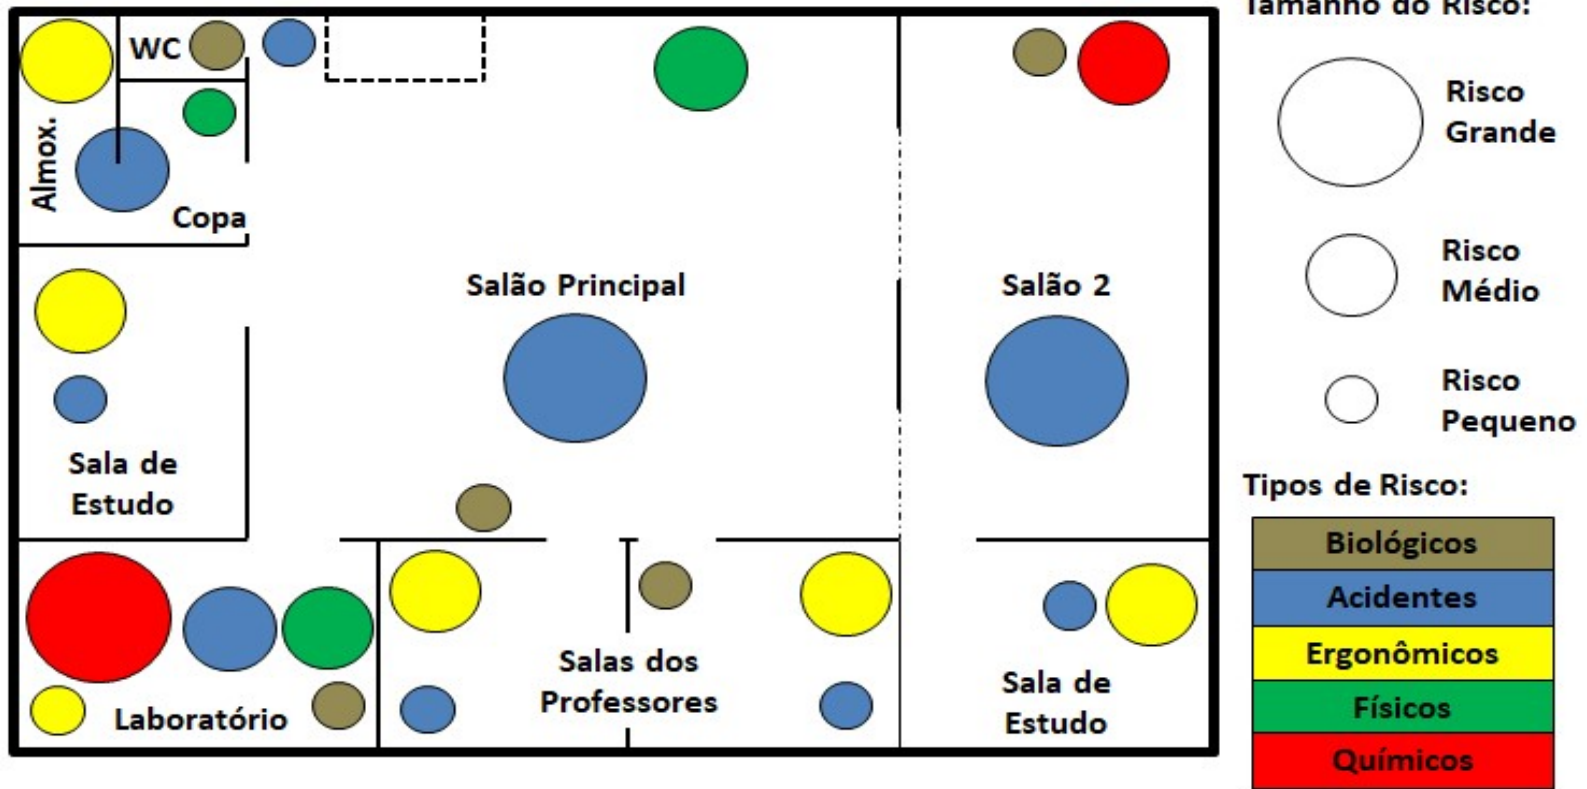 Tamanho do Risco:
WC
Almox.
Copa
Risco
Grande
Salão Principal
Salão 2
Risco
Médio
Risco
Pequeno
Sala de
Estudo
Tipos de Risco:
Biológicos
Acidentes
Ergonômicos
Físicos
Químicos
Laboratório
Salas dos
Professores
Sala de
Estudo